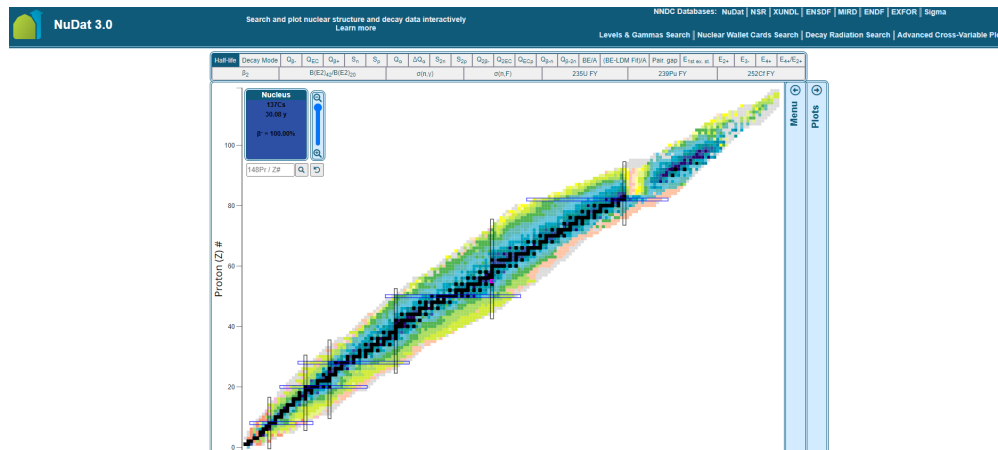 NuDat 3.0
Search and plot nuclear structure and decay data interactively
Learn more
NNDC Databases: NuDat | NSR | XUNDL | ENSDF | MIRD | ENDF | EXFOR | Sigma
Levels & Gammas Search | Nuclear Wallet Cards Search | Decay Radiation Search | Advanced Cross-Variable Plo
Half-life Decay Mode Qβ- QEC Qβ+ Sn Sp Qα ΔQα S2n S2p Q2β- Q2EC QECp Qβ-n Qβ-2n BE/A (BE-LDM Fit)/A Pair. gap E1st ex. st. E2+ E3- E4+ E4+/E2+
β2 B(E2)42/B(E2)20 σ(n,γ) σ(n,F) 235U FY 239Pu FY 252Cf FY
Nucleus
137Cs
30.08 y
β- = 100.00%
148Pr / Z#
Menu
Plots
Proton (Z) #
100
80
60
40
20
0